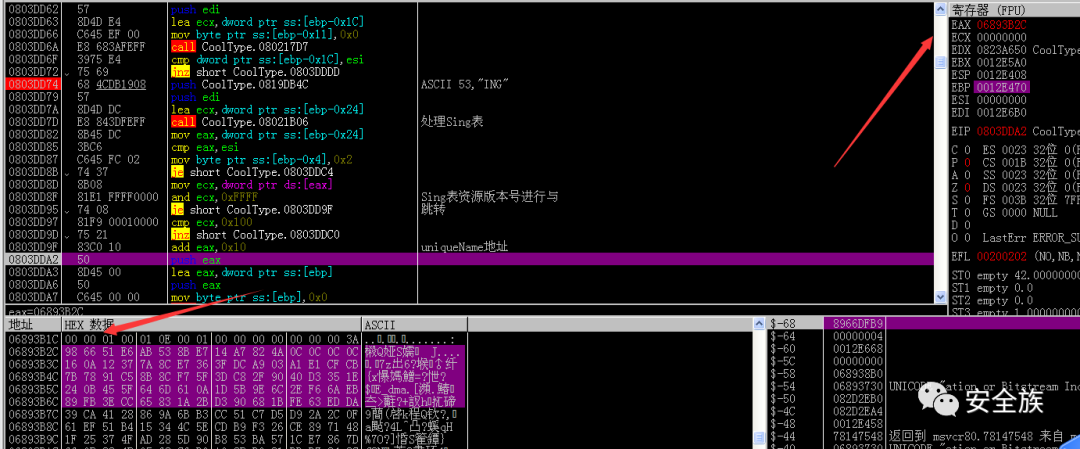 0803DD62 57 push edi
0803DD63 8D4D E4 lea ecx,dword ptr ss:[ebp-0x1C]
0803DD66 C645 EF 00 mov byte ptr ss:[ebp-0x11],0x0
0803DD6A E8 683AFEFF call CoolType.080217D7
0803DD6F 3975 E4 cmp dword ptr ss:[ebp-0x1C],esi
0803DD72 75 69 jnz short CoolType.0803DDDD
0803DD74 68 4CDB1908 push CoolType.0819DB4C ASCII 53,"ING"
0803DD79 57 push edi
0803DD7A 8D4D DC lea ecx,dword ptr ss:[ebp-0x24]
0803DD7D E8 843DFEFF call CoolType.08021B06 处理Sing表
0803DD82 8B45 DC mov eax,dword ptr ss:[ebp-0x24]
0803DD85 3BC6 cmp eax,esi
0803DD87 C645 FC 02 mov byte ptr ss:[ebp-0x4],0x2
0803DD8B 74 37 je short CoolType.0803DDC4
0803DD8D 8B08 mov ecx,dword ptr ds:[eax]
0803DD8F 81E1 FFFF0000 and ecx,0xFFFF Sing表资源版本号进行与
0803DD95 74 08 je short CoolType.0803DD9F 跳转
0803DD97 81F9 00010000 cmp ecx,0x100
0803DD9D 75 21 jnz short CoolType.0803DDC0
0803DD9F 83C0 10 add eax,0x10 uniqueName地址
0803DDA2 50 push eax
0803DDA3 8D45 00 lea eax,dword ptr ss:[ebp]
0803DDA6 50 push eax
0803DDA7 C645 00 00 mov byte ptr ss:[ebp],0x0
eax=06893B2C
寄存器 (FPU)
EAX 06893B2C
ECX 00000000
EDX 0823A650 CoolType
EBX 0012E5A0
ESP 0012E408
EBP 0012E470
ESI 00000000
EDI 0012E6B0
EIP 0803DDA2 CoolType
C 0 ES 0023 32位 0(F
P 0 CS 001B 32位 0(F
A 0 SS 0023 32位 0(F
Z 0 DS 0023 32位 0(F
S 0 FS 003B 32位 7FF
T 0 GS 0000 NULL
D 0
O 0 LastErr ERROR_SU
EFL 00200202 (NO,NB,N
ST0 empty 42.00000000
ST1 empty 0.0
ST2 empty 0.0
地址 HEX 数据 ASCII
06893B1C 00 00 01 00 01 0E 00 01 00 00 00 00 00 00 00 3A
06893B2C 98 66 51 E6 AB 53 8B E7 14 A7 82 4A 0C 0C 0C 0C
06893B3C 16 0A 12 37 7A 8C E7 36 3F DC A9 03 A1 E1 CF CB
06893B4C 7B 78 91 C5 8B 8C F7 5F 3D C8 2F 90 40 D3 35 1E
06893B5C 24 0B 45 5F 64 6D 61 0A 1D 5B 9E 6C 2E F6 6A EB
06893B6C 89 FB 3E CC 65 83 1A 2B D3 90 68 1B FE 63 ED DA
06893B7C 39 CA 41 28 86 9A 6B B3 CC 51 C7 D5 D9 2A 2C 0F
06893B8C 61 EF 51 B4 15 34 4C 5E CD B9 F3 26 CE 89 71 48
06893B9C 1F 25 37 4F AD 28 5D 90 B8 53 BA 57 1C E7 86 7D
$-68 8966DFB9
$-64 00000004
$-60 0012E668
$-5C 00000000
$-58 068938B0
$-54 06893730 UNICODE "ation or Bitstream Inc
$-50 082D2EB0
$-4C 082D2EA4
$-48 0012E458
$-44 78147548 返回到 msvcr80.78147548 来自
安全族